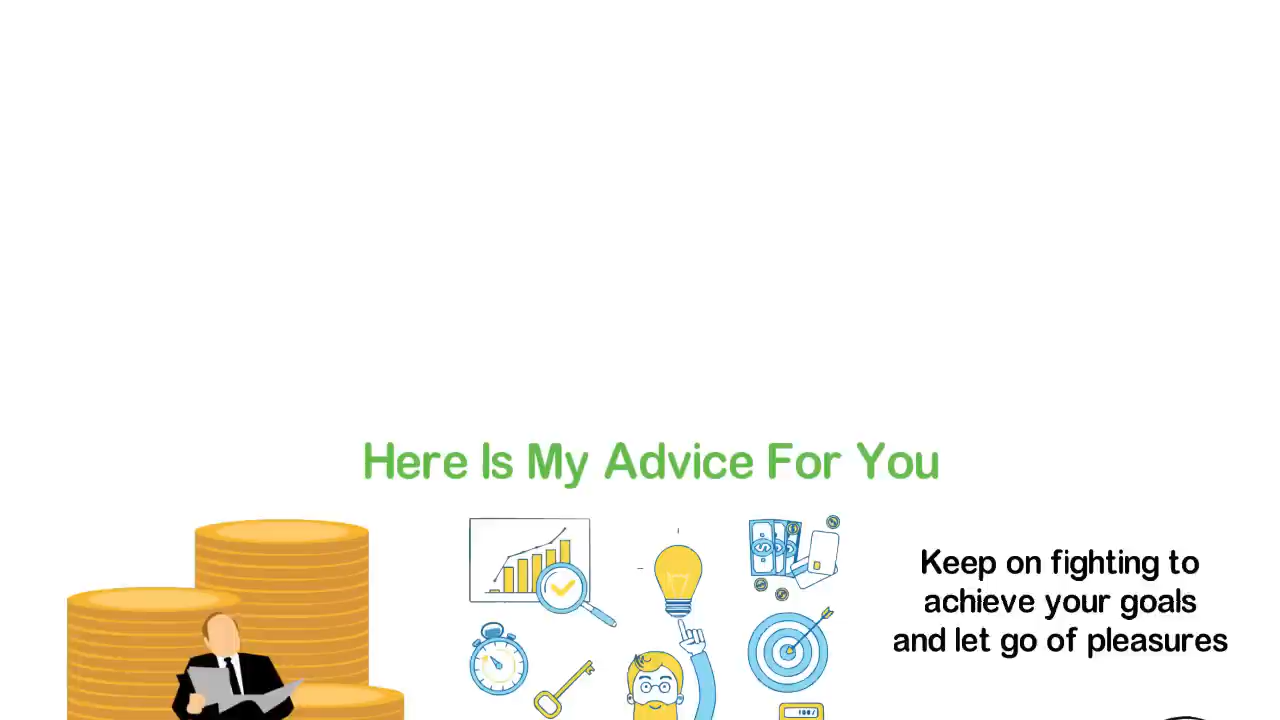 Here Is My Advice For You
Keep on fighting to
achieve your goals
and let go of pleasures